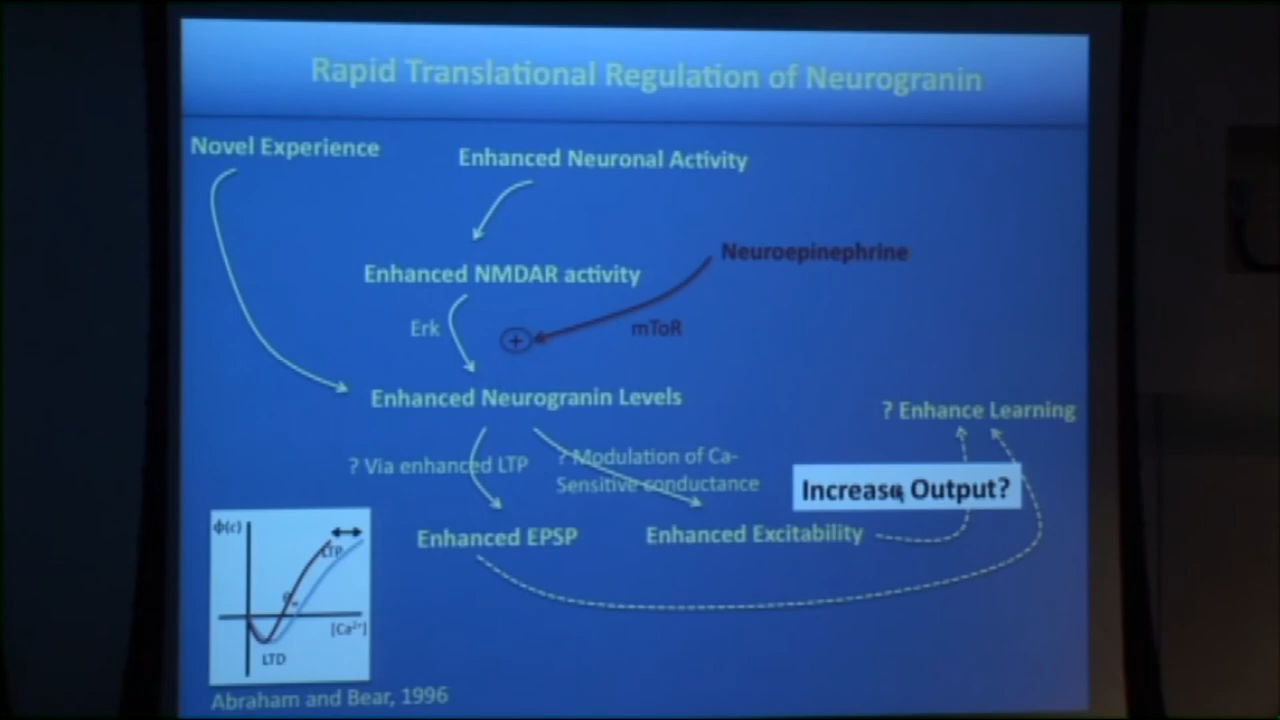 Rapid Translational Regulation of Neurogranin
Novel Experience
Enhanced Neuronal Activity
Neuroepinephrine
Enhanced NMDAR activity
Erk
+
mToR
Enhanced Neurogranin Levels
? Enhance Learning
? Via enhanced LTP
? Modulation of Ca-
Sensitive conductance
Increase Output?
Enhanced EPSP
Enhanced Excitability
ϕ(c)
LTP
[Ca²⁺]
LTD
Abraham and Bear, 1996